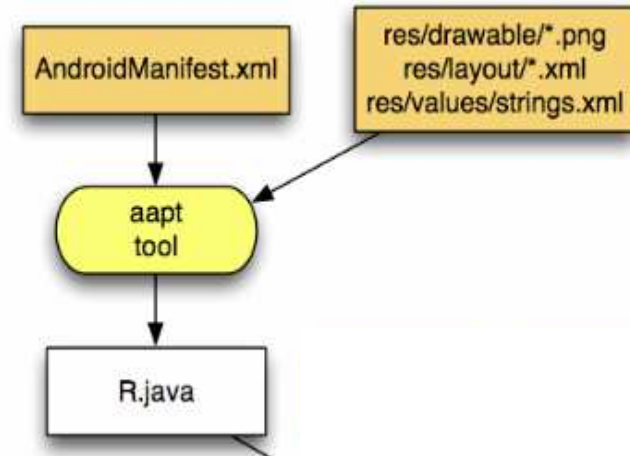 AndroidManifest.xml
res/drawable/*.png
res/layout/*.xml
res/values/strings.xml
aapt
tool
R.java